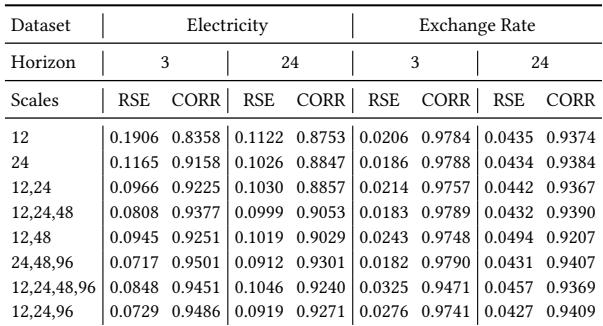 Dataset Electricity Exchange Rate
Horizon 3 24 3 24
Scales RSE CORR RSE CORR RSE CORR RSE CORR
12 0.1906 0.8358 0.1122 0.8753 0.0206 0.9784 0.0435 0.9374
24 0.1165 0.9158 0.1026 0.8847 0.0186 0.9788 0.0434 0.9384
12,24 0.0966 0.9225 0.1030 0.8857 0.0214 0.9757 0.0442 0.9367
12,24,48 0.0808 0.9377 0.0999 0.9053 0.0183 0.9789 0.0432 0.9390
12,48 0.0945 0.9251 0.1019 0.9029 0.0243 0.9748 0.0494 0.9207
24,48,96 0.0717 0.9501 0.0912 0.9301 0.0182 0.9790 0.0431 0.9407
12,24,48,96 0.0848 0.9451 0.1046 0.9240 0.0325 0.9471 0.0457 0.9369
12,24,96 0.0729 0.9486 0.0919 0.9271 0.0276 0.9741 0.0427 0.9409